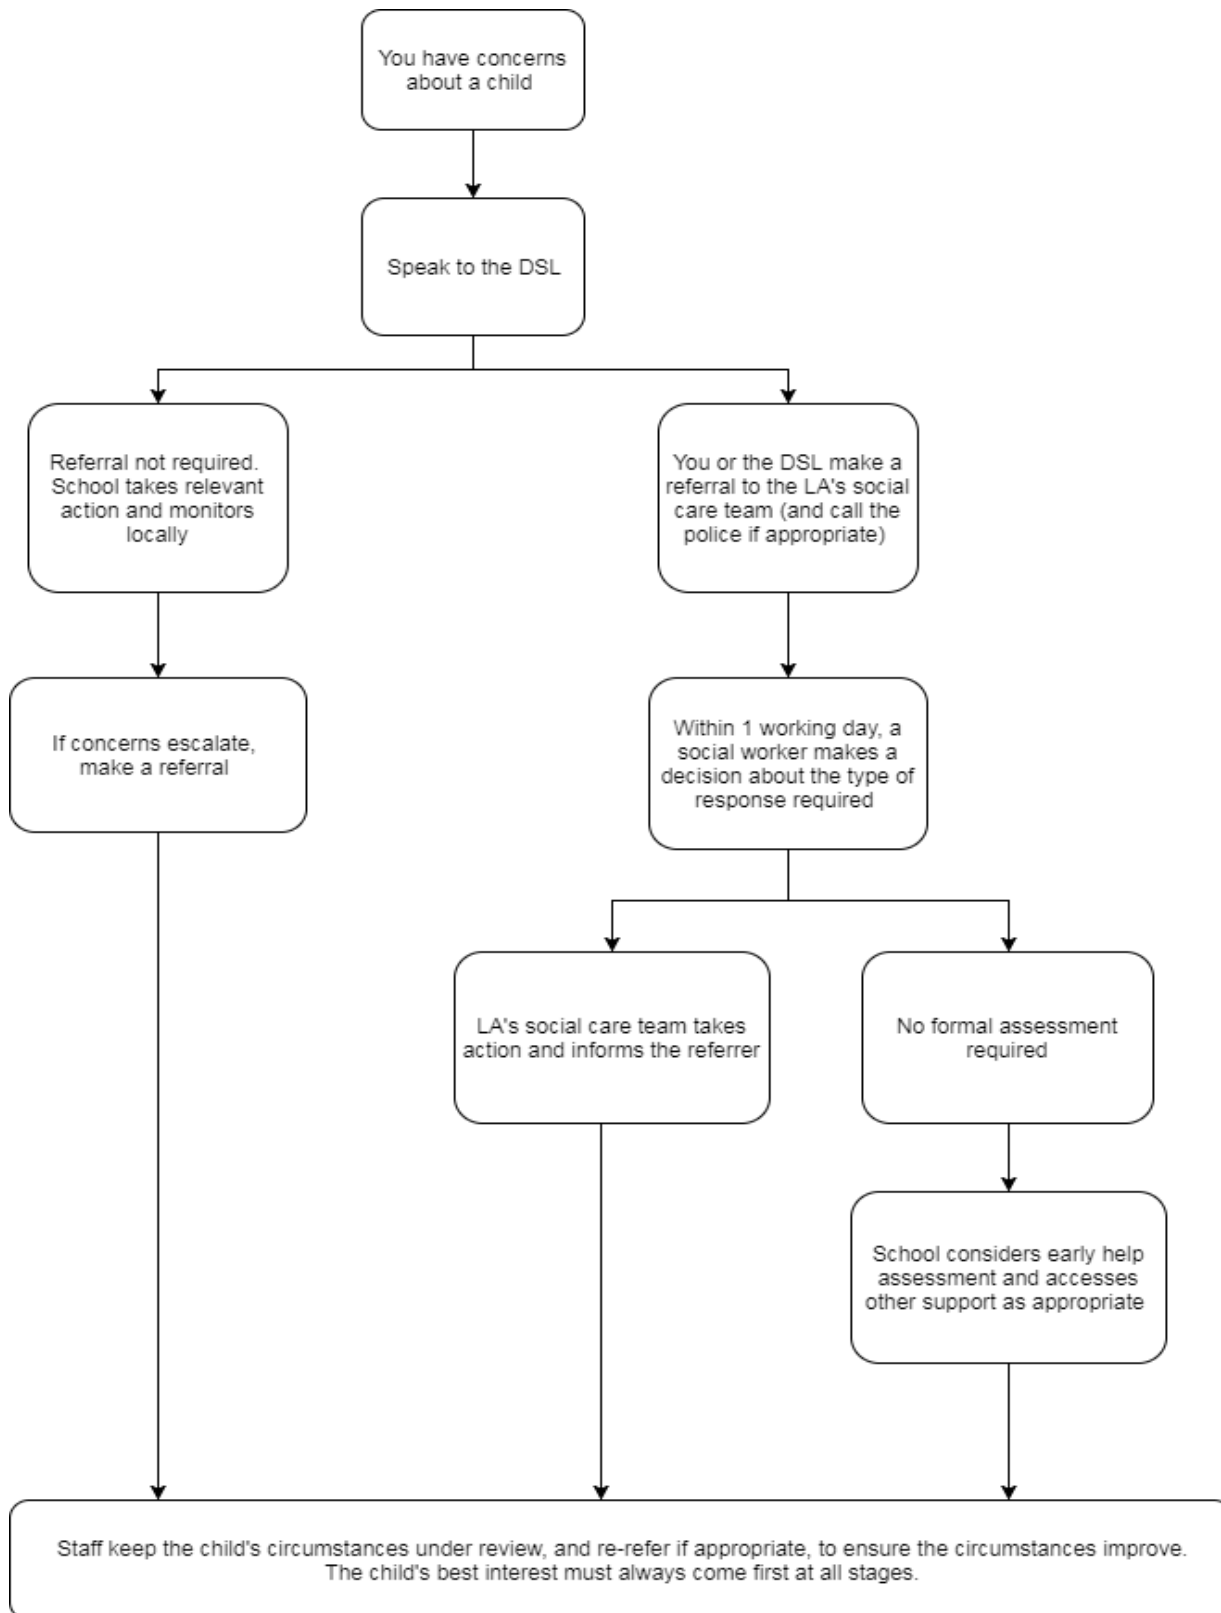 You have concerns
about a child
Speak to the DSL
Referral not required.
School takes relevant
action and monitors
locally
You or the DSL make a
referral to the LA's social
care team (and call the
police if appropriate)
If concerns escalate,
make a referral
Within 1 working day, a
social worker makes a
decision about the type of
response required
LA's social care team takes
action and informs the referrer
No formal assessment
required
School considers early help
assessment and accesses
other support as appropriate
Staff keep the child's circumstances under review, and re-refer if appropriate, to ensure the circumstances improve.
The child's best interest must always come first at all stages.